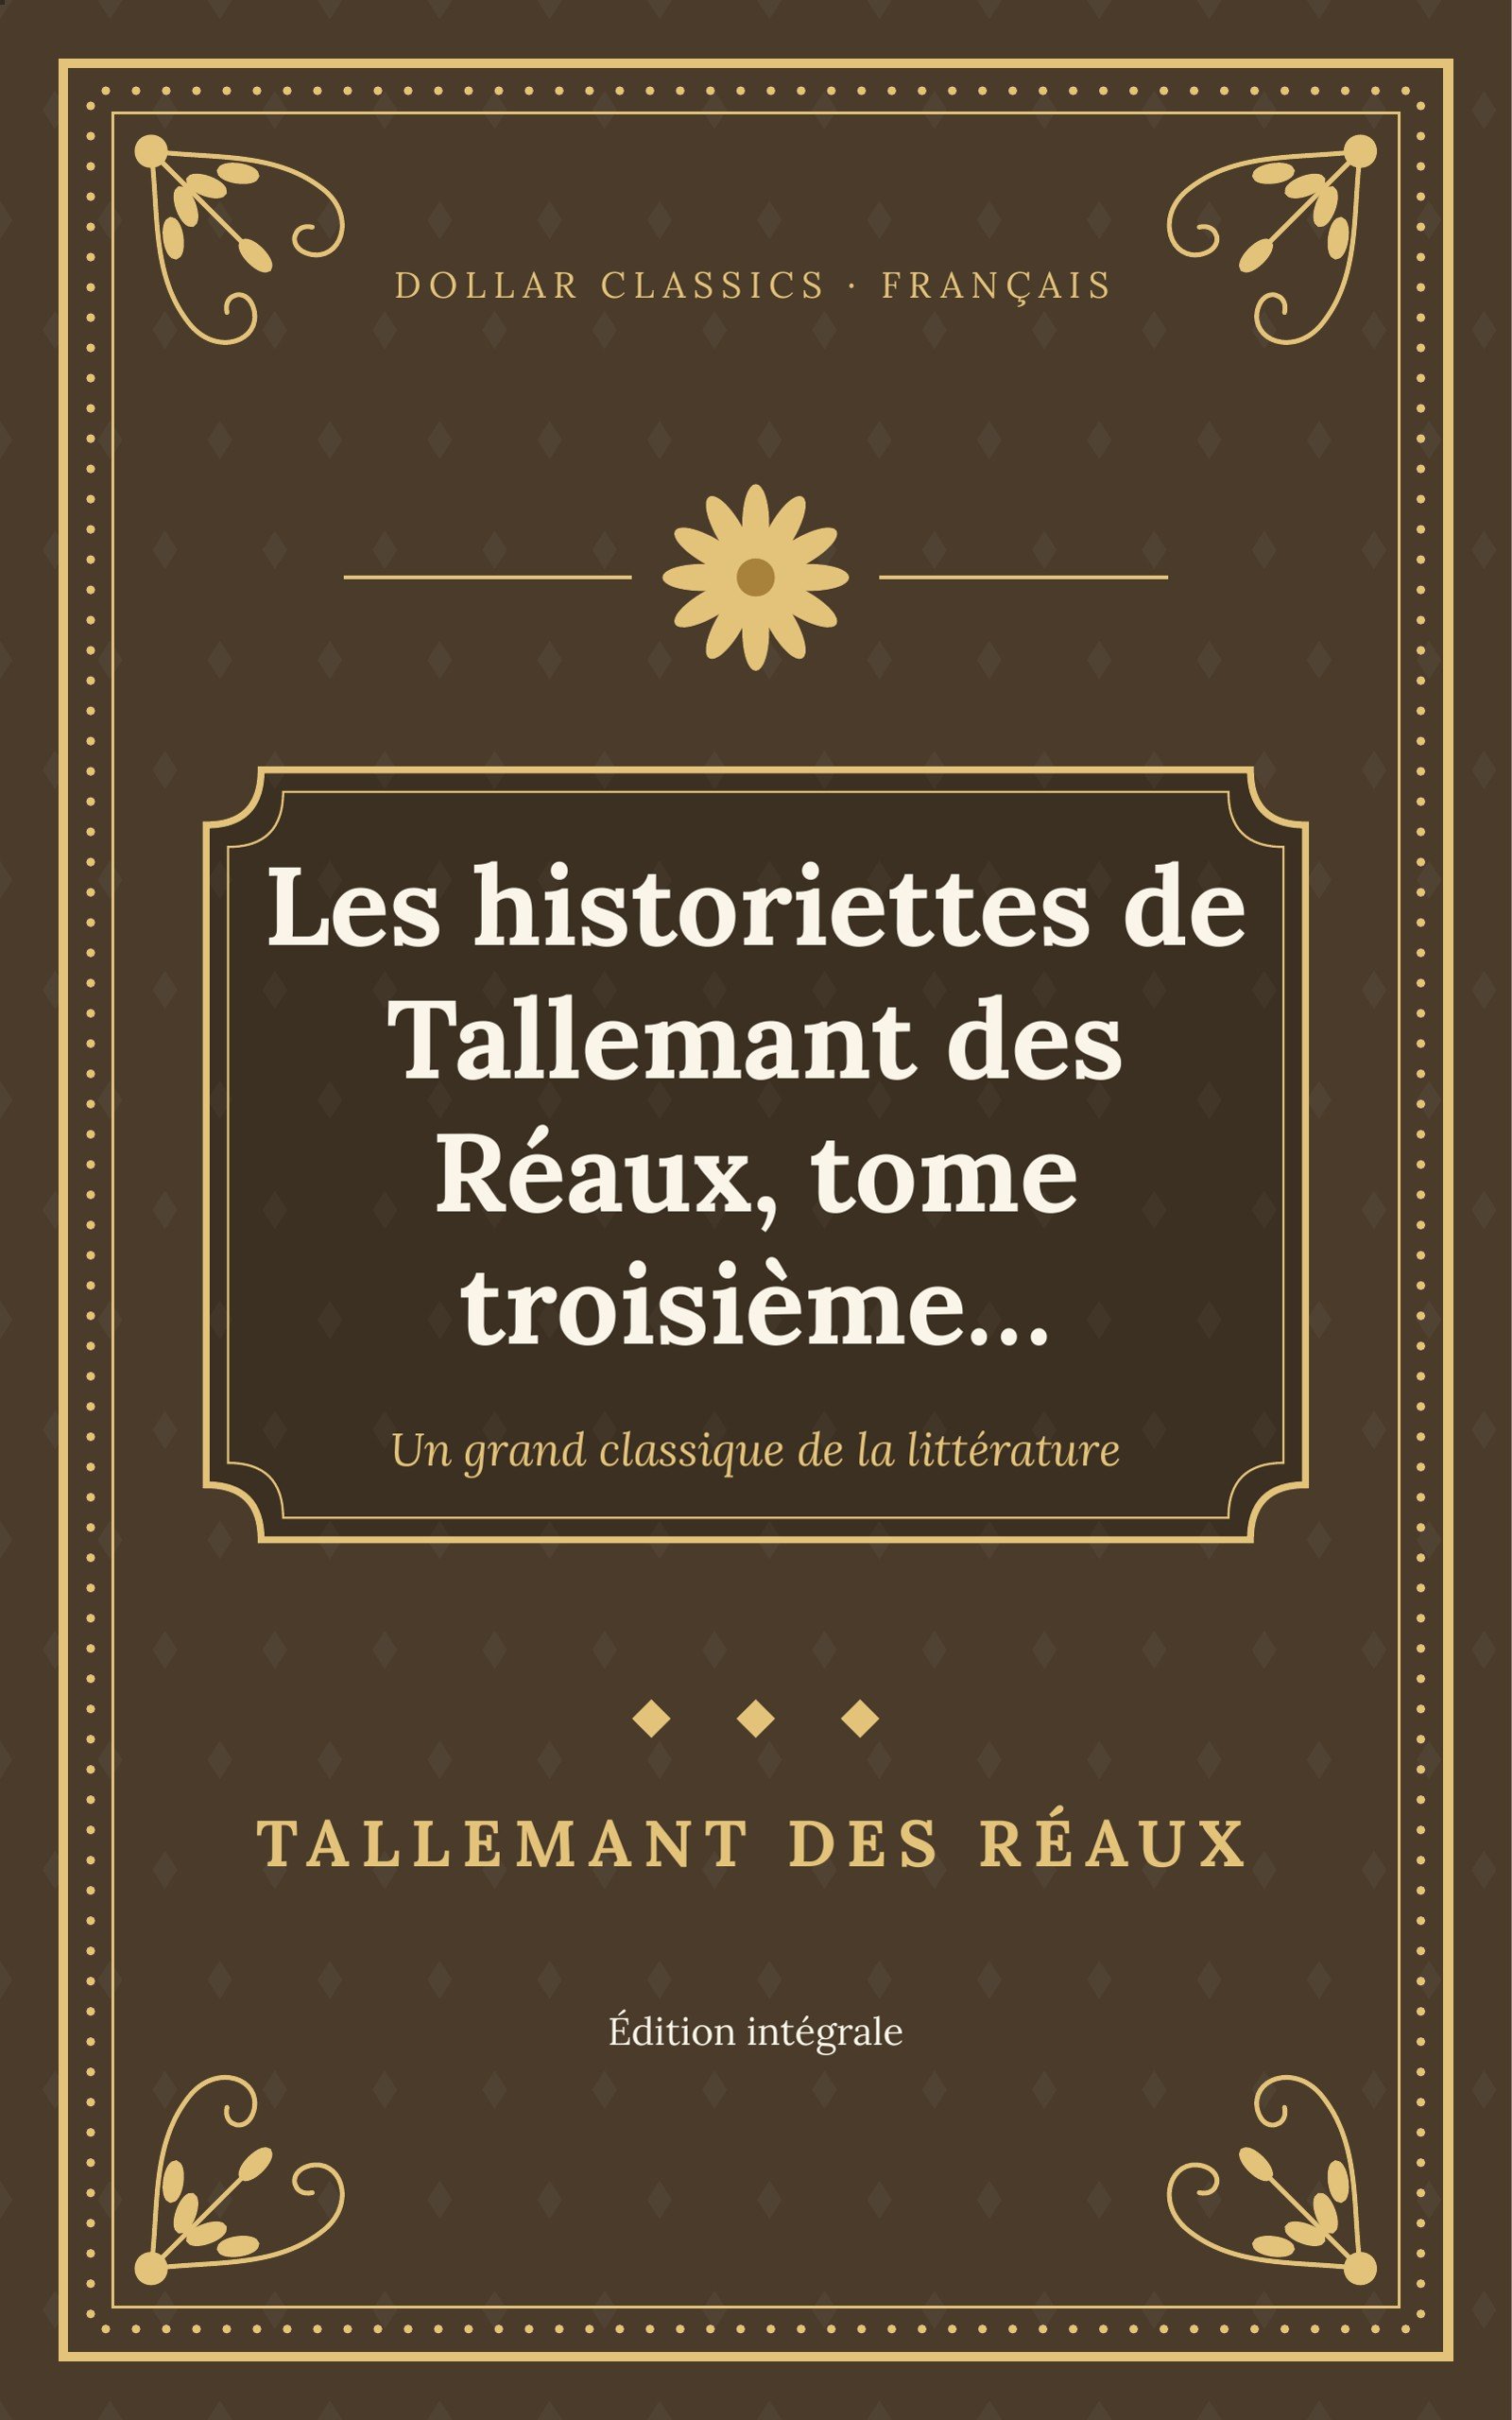 DOLLAR CLASSICS · FRANÇAIS
Les historiettes de
Tallemant des
Réaux, tome
troisième...
Un grand classique de la littérature
TALLEMANT DES RÉAUX
Édition intégrale